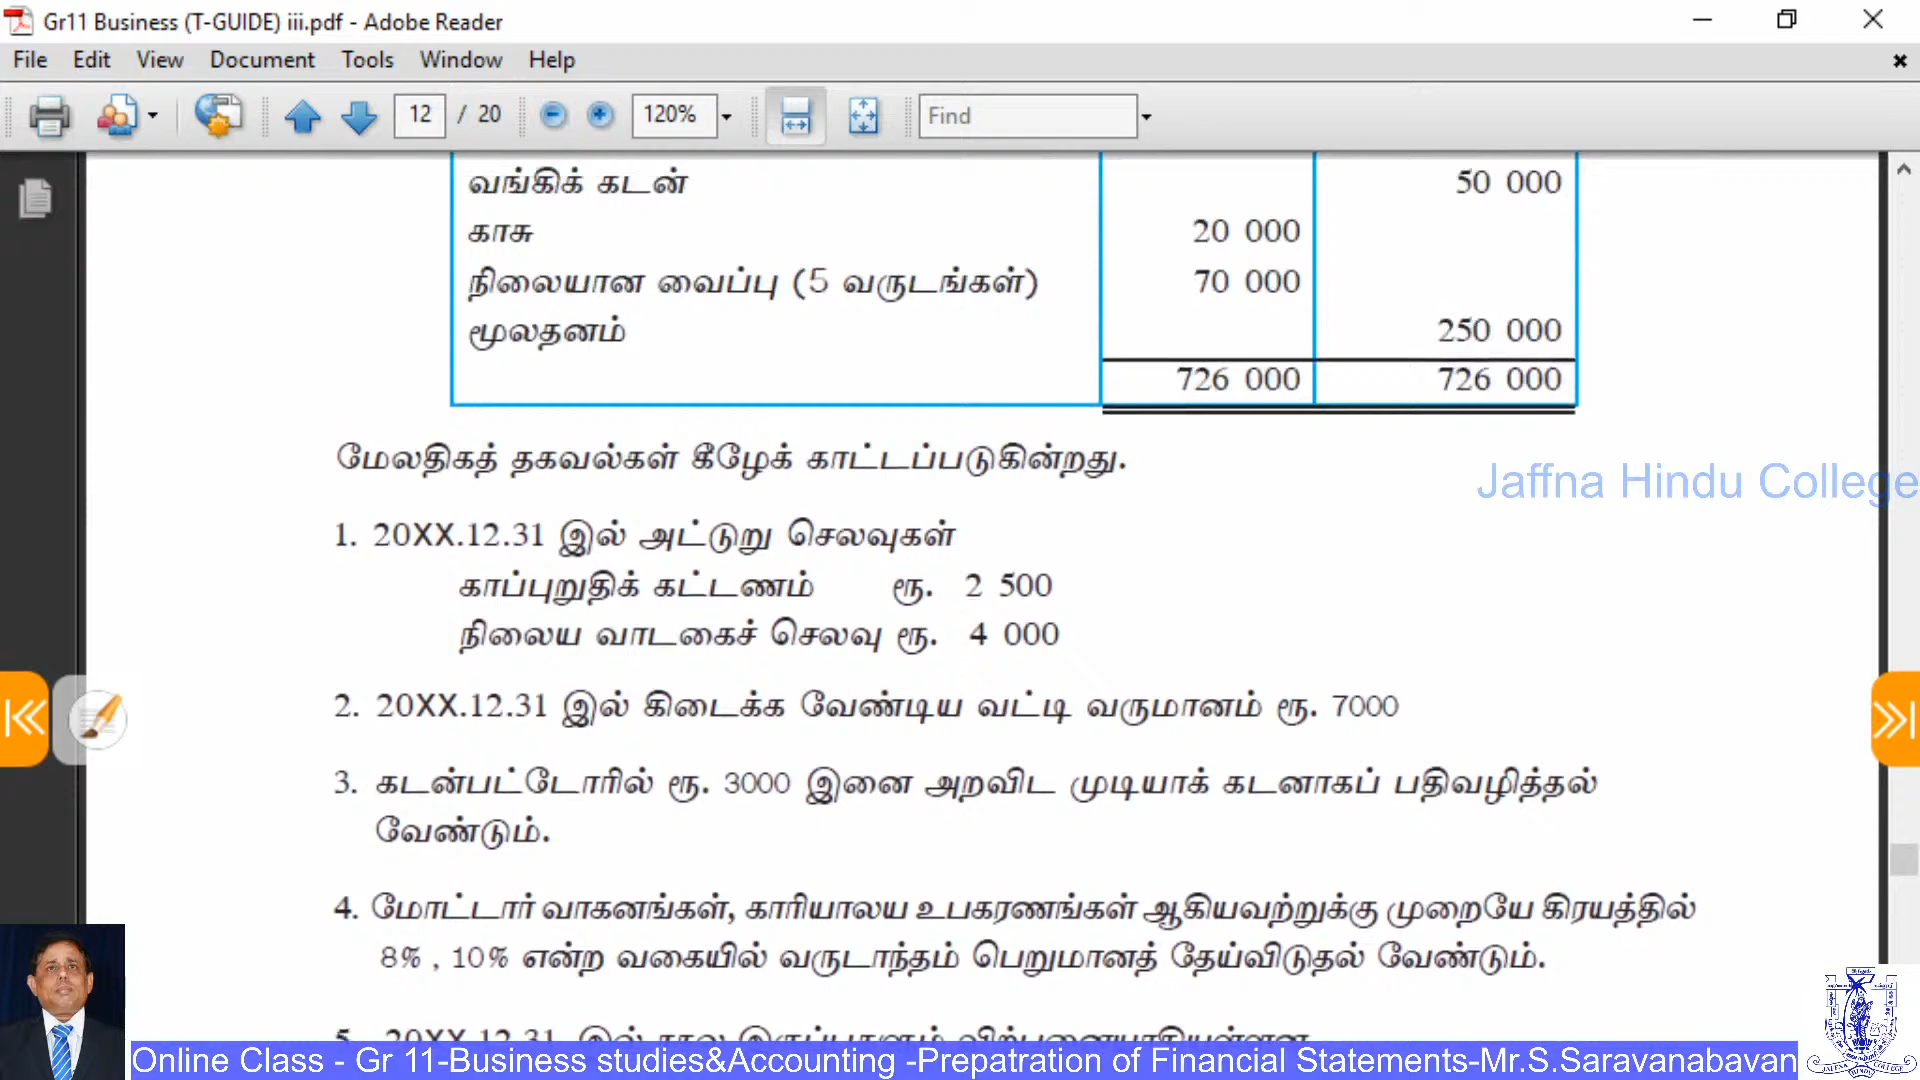 Gr11 Business (T-GUIDE) iii.pdf - Adobe Reader
File Edit View Document Tools Window Help
12 / 20 120% Find
வங்கிக் கடன் 50 000
காசு 20 000
நிலையான வைப்பு (5 வருடங்கள்) 70 000
மூலதனம் 250 000
726 000 726 000
மேலதிகத் தகவல்கள் கீழேக் காட்டப்படுகின்றது.
Jaffna Hindu College
1. 20XX.12.31 இல் அட்டுறு செலவுகள்
காப்புறுதிக் கட்டணம் ரூ. 2 500
நிலைய வாடகைச் செலவு ரூ. 4 000
2. 20XX.12.31 இல் கிடைக்க வேண்டிய வட்டி வருமானம் ரூ. 7000
3. கடன்பட்டோரில் ரூ. 3000 இனை அறவிட முடியாக் கடனாகப் பதிவழித்தல்
வேண்டும்.
4. மோட்டார் வாகனங்கள், காரியாலய உபகரணங்கள் ஆகியவற்றுக்கு முறையே கிரயத்தில்
8% , 10% என்ற வகையில் வருடாந்தம் பெறுமானத் தேய்விடுதல் வேண்டும்.
5. 20XX.12.31 இல்
Online Class - Gr 11-Business studies&Accounting -Prepatration of Financial Statements-Mr.S.Saravanabavan